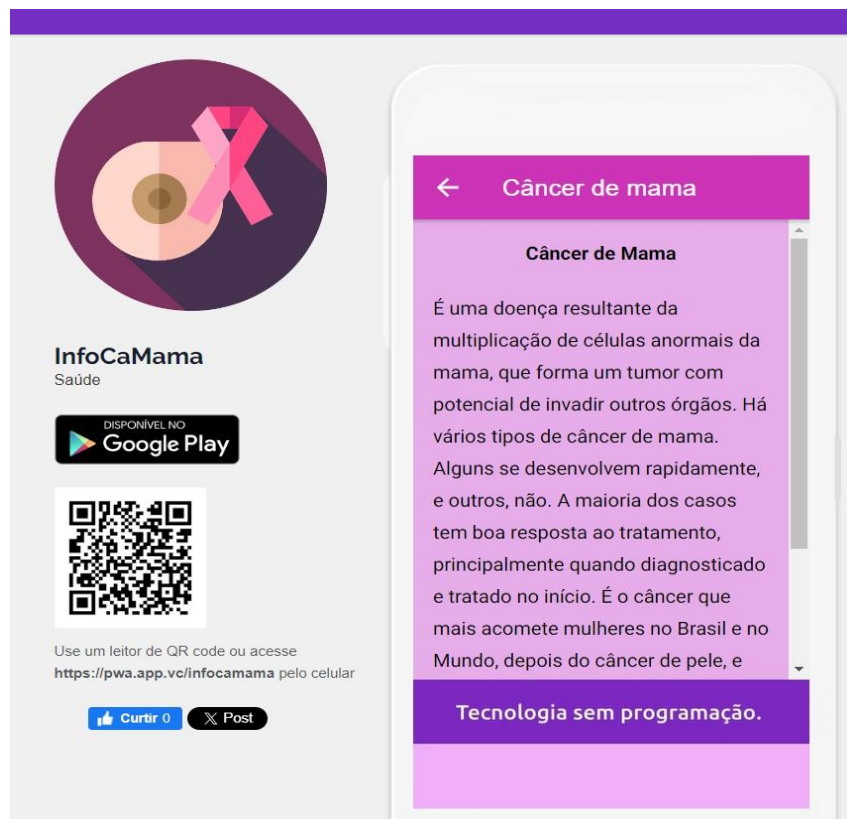 InfoCaMama
Saúde
DISPONÍVEL NO
Google Play
Use um leitor de QR code ou acesse
https://pwa.app.vc/infocamama pelo celular
Curtir 0
X Post
Câncer de mama
Câncer de Mama
É uma doença resultante da
multiplicação de células anormais da
mama, que forma um tumor com
potencial de invadir outros órgãos. Há
vários tipos de câncer de mama.
Alguns se desenvolvem rapidamente,
e outros, não. A maioria dos casos
tem boa resposta ao tratamento,
principalmente quando diagnosticado
e tratado no início. É o câncer que
mais acomete mulheres no Brasil e no
Mundo, depois do câncer de pele, e
Tecnologia sem programação.